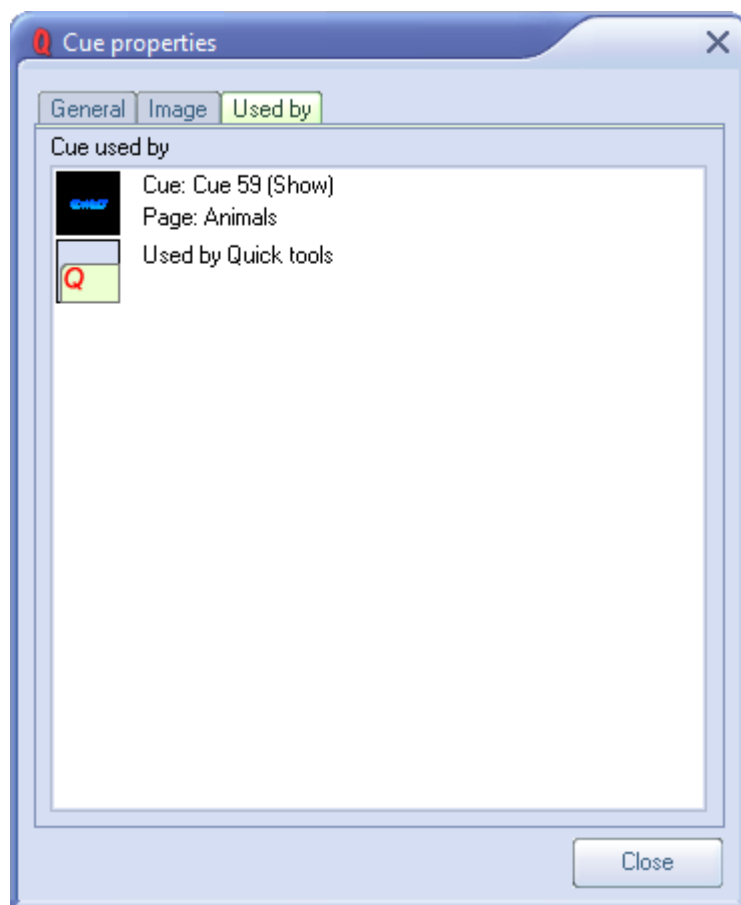 Cue properties
General Image Used by
Cue used by
Cue: Cue 59 (Show)
Page: Animals
Q
Used by Quick tools
Close